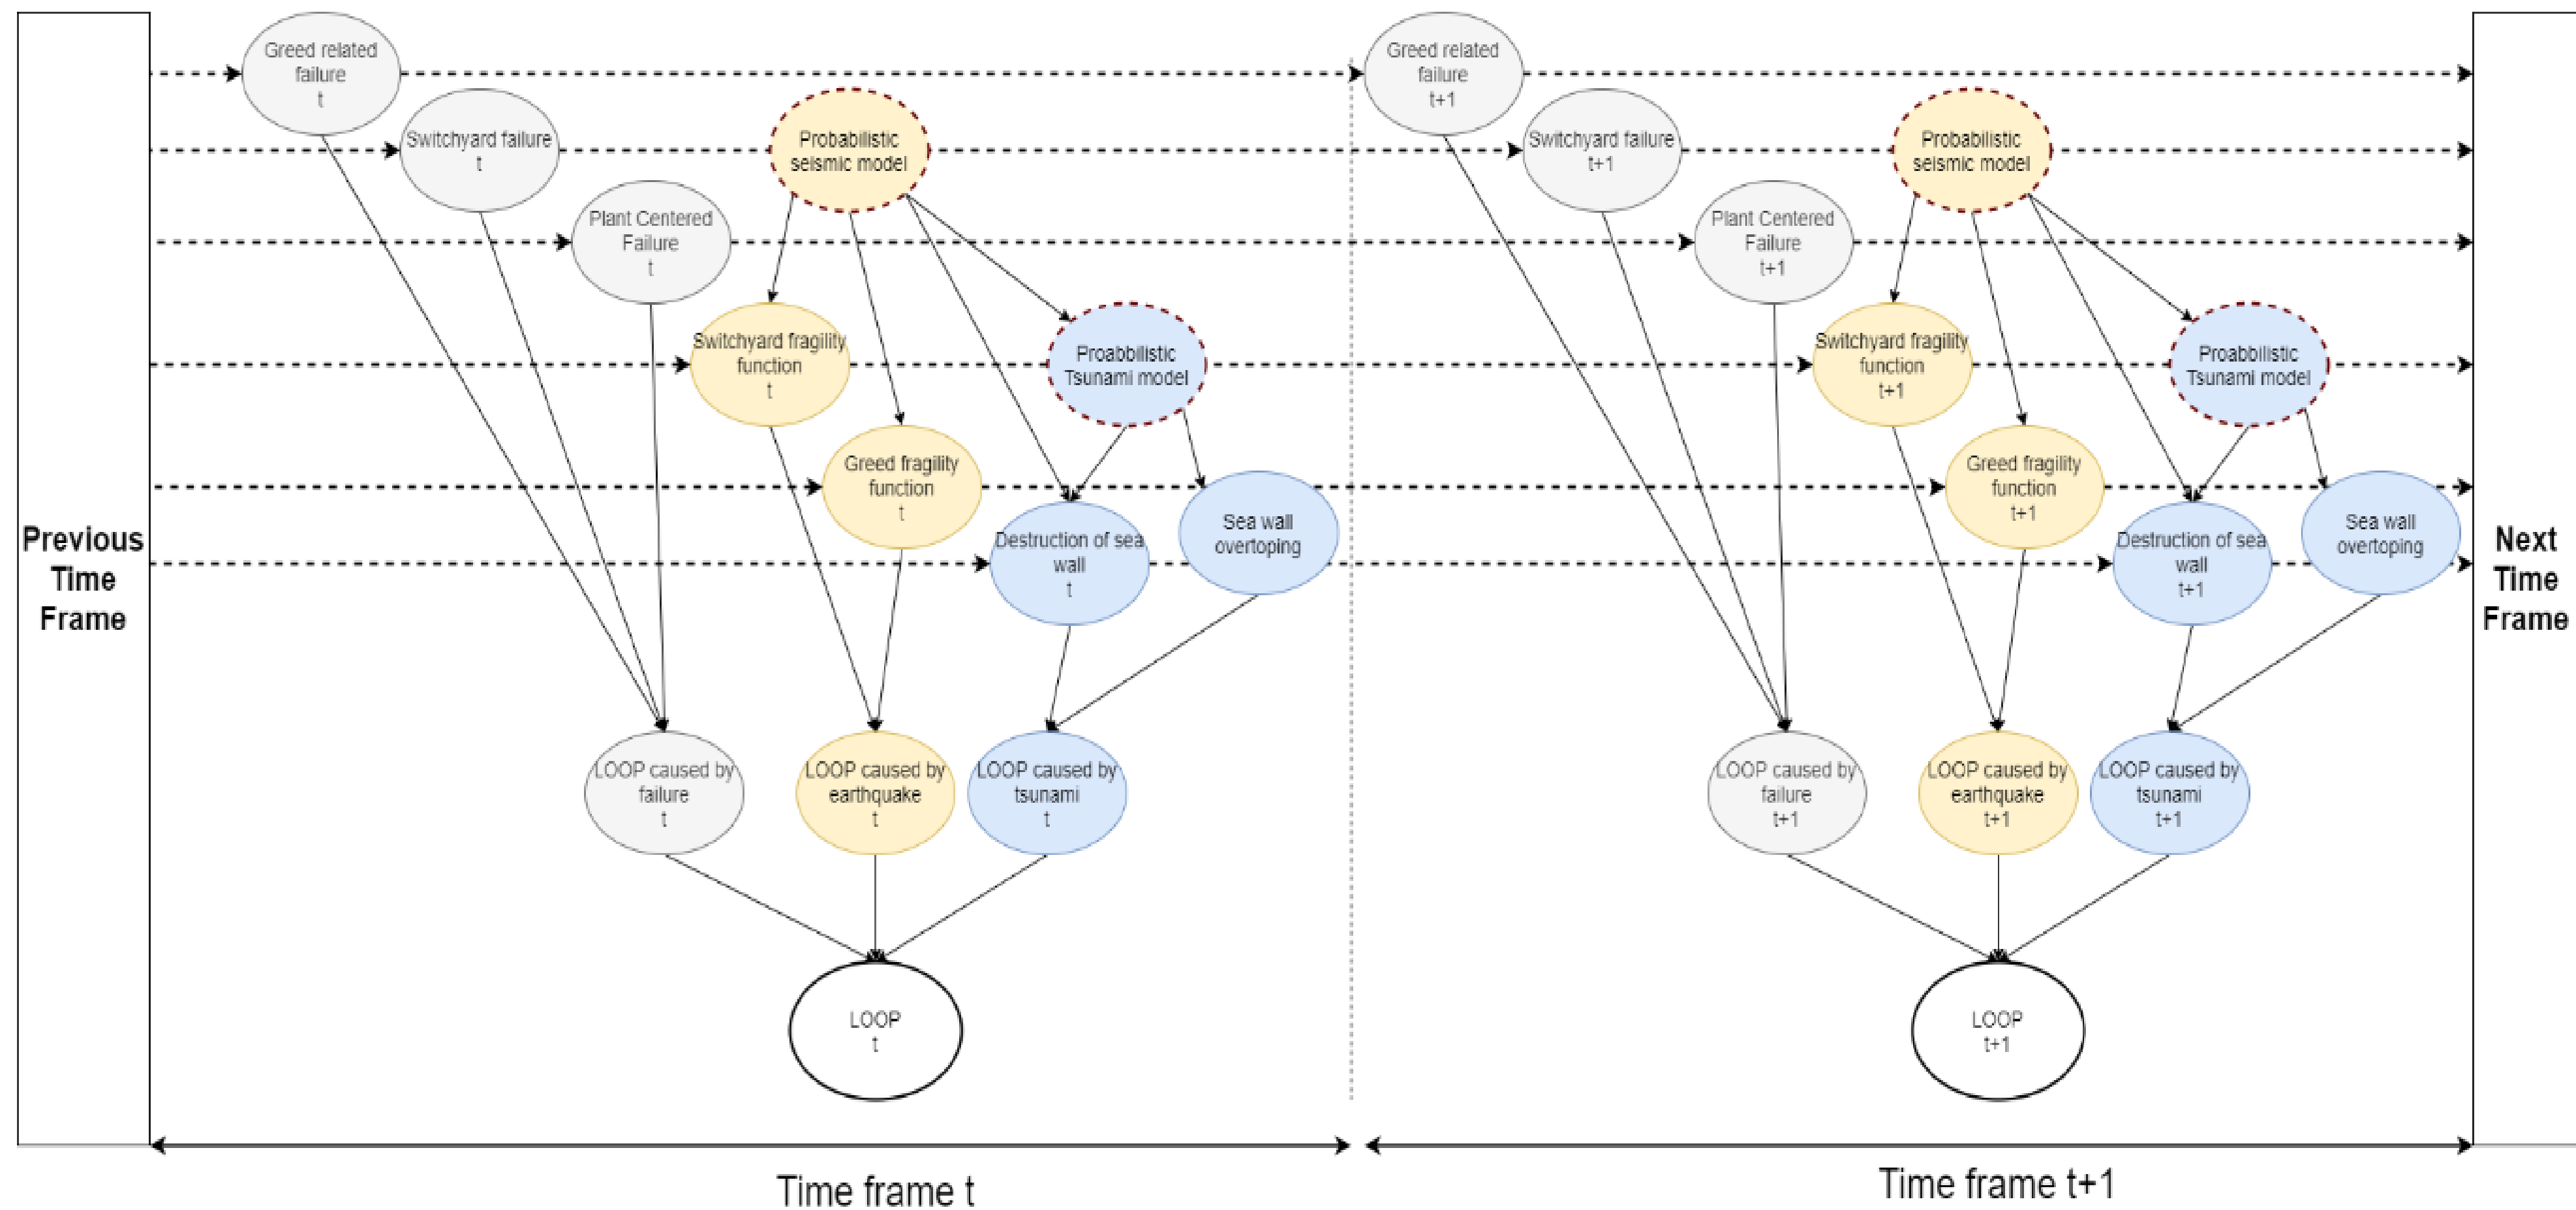 Previous
Time
Frame
Greed related
failure
t
Switchyard failure
t
Plant Centered
Failure
t
Probabilistic
seismic model
Switchyard fragility
function
t
Proabbilistic
Tsunami model
Greed fragility
function
t
Destruction of sea
wall
t
Sea wall
overtoping
LOOP caused by
failure
t
LOOP caused by
earthquake
t
LOOP caused by
tsunami
t
LOOP
t
Time frame t
Greed related
failure
t+1
Switchyard failure
t+1
Plant Centered
Failure
t+1
Probabilistic
seismic model
Switchyard fragility
function
t+1
Proabbilistic
Tsunami model
Greed fragility
function
t+1
Destruction of sea
wall
t+1
Sea wall
overtoping
LOOP caused by
failure
t+1
LOOP caused by
earthquake
t+1
LOOP caused by
tsunami
t+1
LOOP
t+1
Time frame t+1
Next
Time
Frame